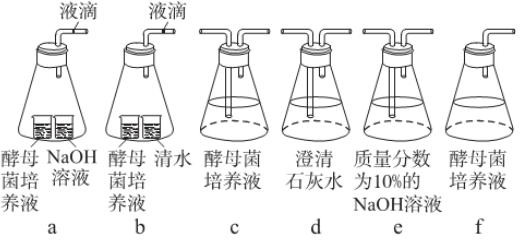 液滴 液滴
酵母 NaOH 酵母 清水 酵母菌 澄清 质量分数 酵母菌
菌培 溶液 菌培 培养液 石灰水 为10%的 培养液
养液 养液 NaOH溶液
a b c d e f